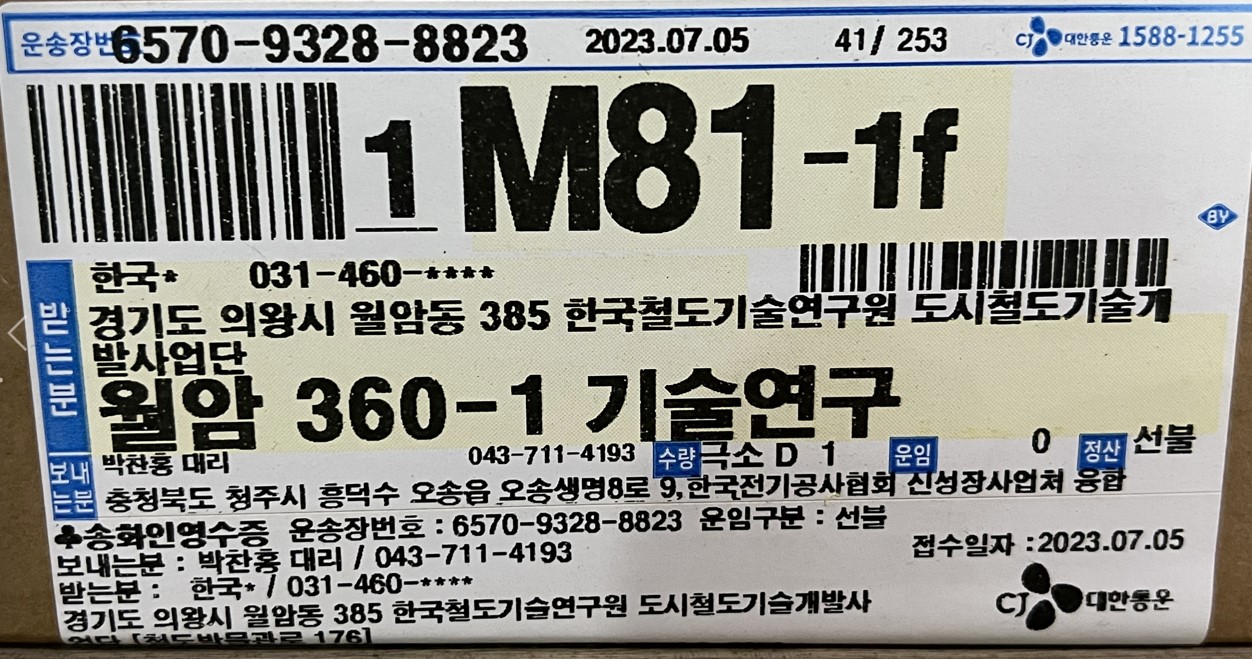 운송장번호 6570-9328-8823 2023.07.05 41/ 253 CJ 대한통운 1588-1255
1 M81-1f
BY
받는분
한국* 031-460-****
경기도 의왕시 월암동 385 한국철도기술연구원 도시철도기술개
발사업단
월암 360-1 기술연구
보내는분
박찬홍 대리 043-711-4193 수량 극소 D 1 운임 0 정산 선불
충청북도 청주시 흥덕수 오송읍 오송생명8로 9,한국전기공사협회 신성장사업처 융합
♣송화인영수증 운송장번호 : 6570-9328-8823 운임구분 : 선불
보내는분 : 박찬홍 대리 / 043-711-4193
접수일자 :2023.07.05
받는분 : 한국* / 031-460-****
경기도 의왕시 월암동 385 한국철도기술연구원 도시철도기술개발사
업단 [철도박물관로 176]
CJ 대한통운